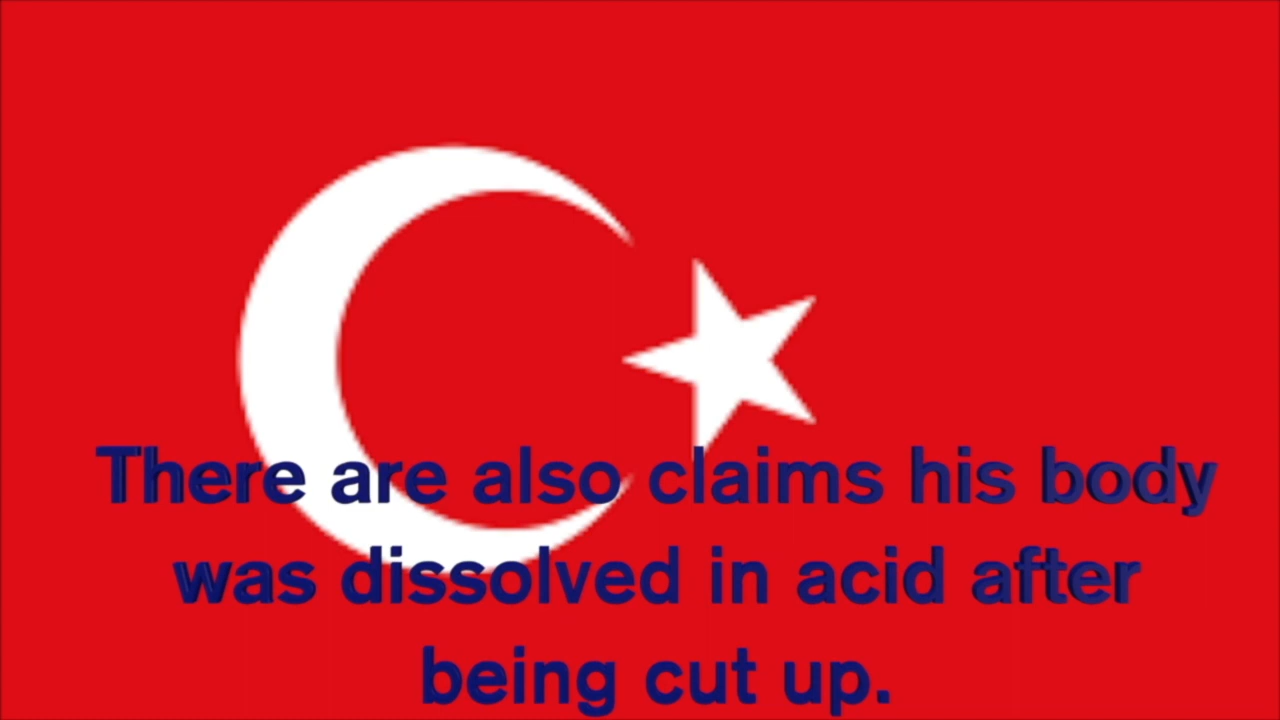 There are also claims his body
was dissolved in acid after
being cut up.